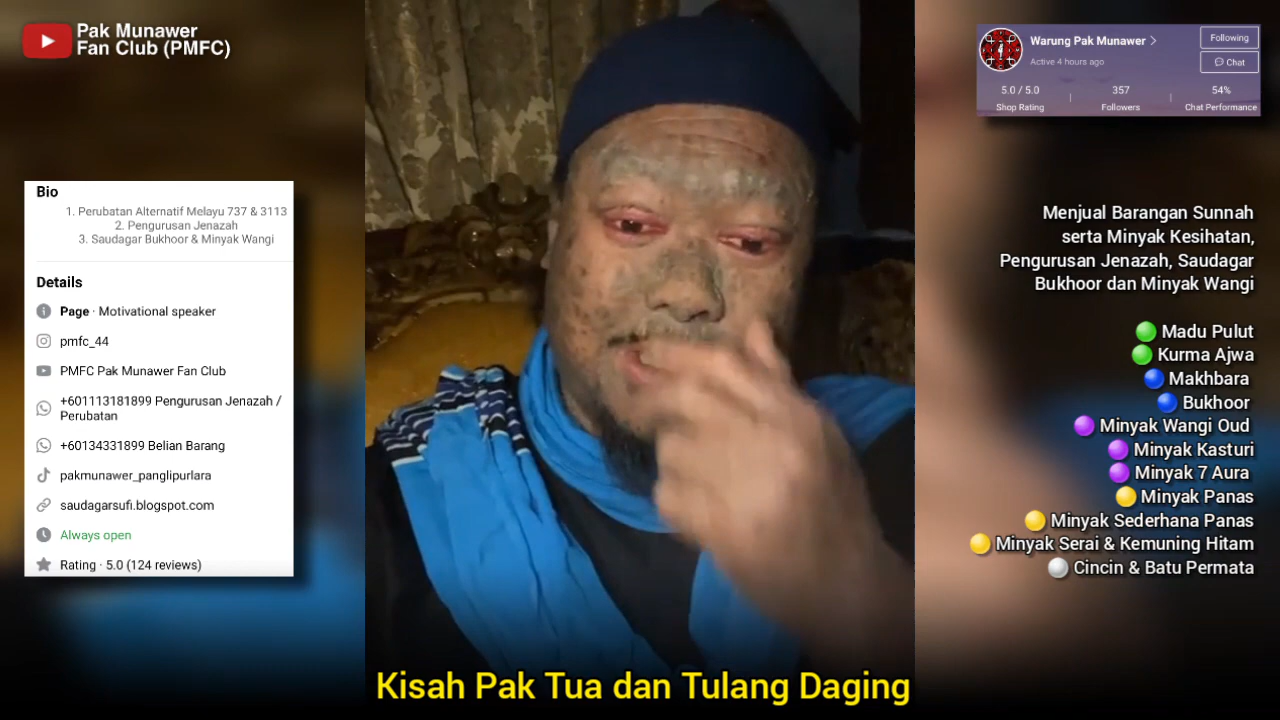 Pak Munawer
Fan Club (PMFC)
Bio
1. Perubatan Alternatif Melayu 737 & 3113
2. Pengurusan Jenazah
3. Saudagar Bukhoor & Minyak Wangi
Details
Page · Motivational speaker
pmfc_44
PMFC Pak Munawer Fan Club
+601113181899 Pengurusan Jenazah /
Perubatan
+60134331899 Belian Barang
pakmunawer_panglipurlara
saudagarsufi.blogspot.com
Always open
Rating · 5.0 (124 reviews)
Warung Pak Munawer >
Following
Active 4 hours ago
Chat
5.0 / 5.0
357
54%
Shop Rating
Followers
Chat Performance
Menjual Barangan Sunnah
serta Minyak Kesihatan,
Pengurusan Jenazah, Saudagar
Bukhoor dan Minyak Wangi
Madu Pulut
Kurma Ajwa
Makhbara
Bukhoor
Minyak Wangi Oud
Minyak Kasturi
Minyak 7 Aura
Minyak Panas
Minyak Sederhana Panas
Minyak Serai & Kemuning Hitam
Cincin & Batu Permata
Kisah Pak Tua dan Tulang Daging